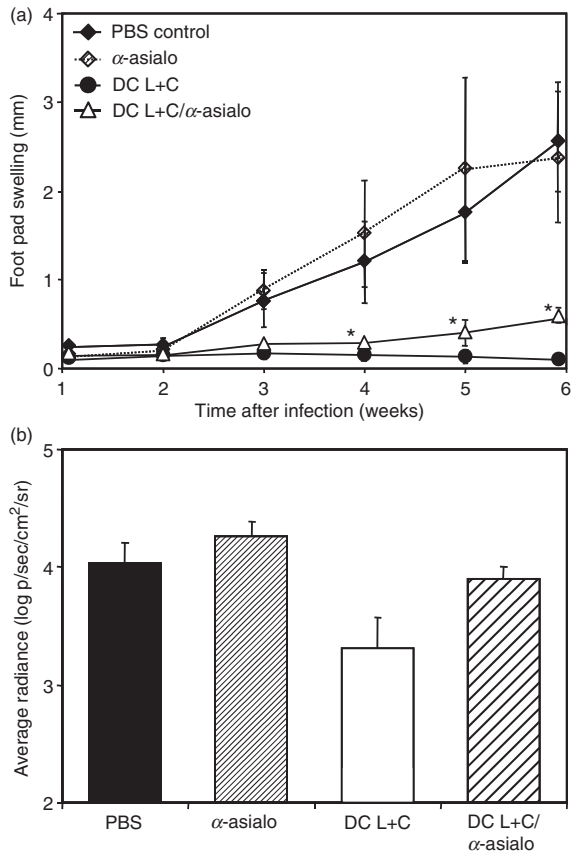 (a)
4
3
2
1
0
Foot pad swelling (mm)
PBS control
α-asialo
DC L+C
DC L+C/α-asialo
* * *
1 2 3 4 5 6
Time after infection (weeks)
(b)
5
4
3
2
Average radiance (log p/sec/cm²/sr)
PBS α-asialo DC L+C DC L+C/
α-asialo